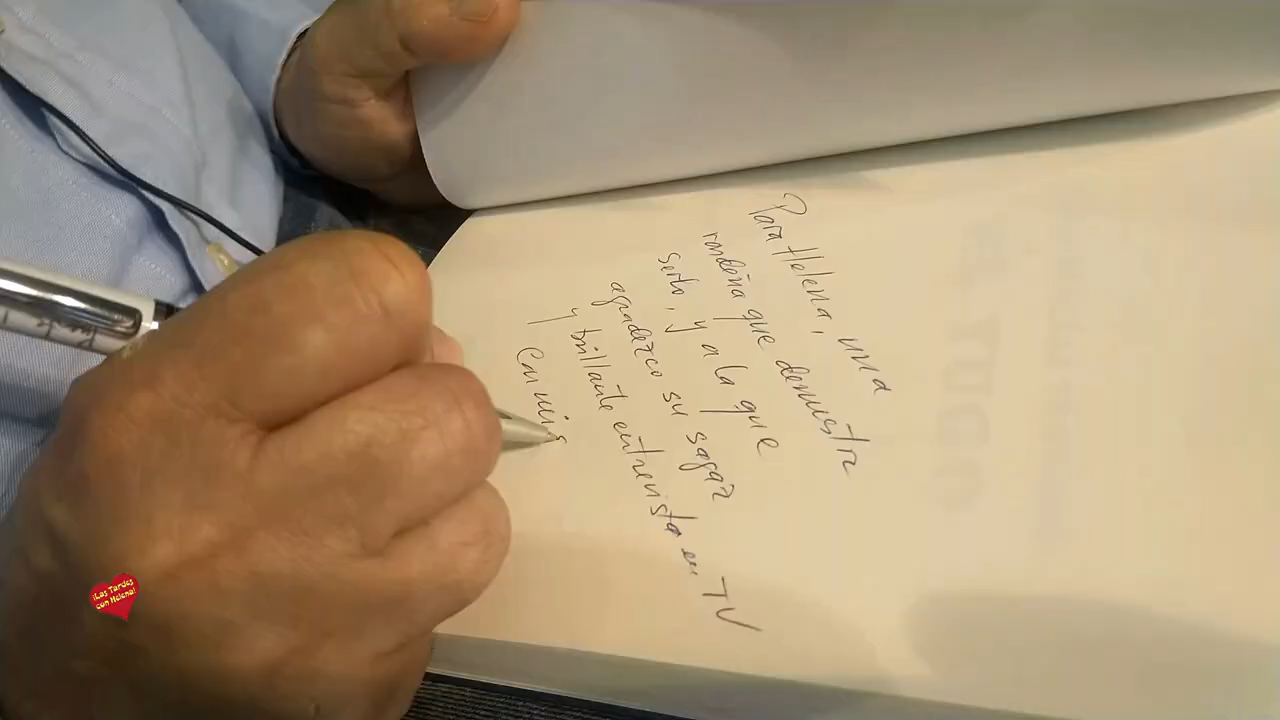 Para Helena, una
rondeña que demuestra
serlo, y a la que
agradezco su sagaz
y brillante entrevista en TV
Con mis
¡Las Tardes
con Helena!